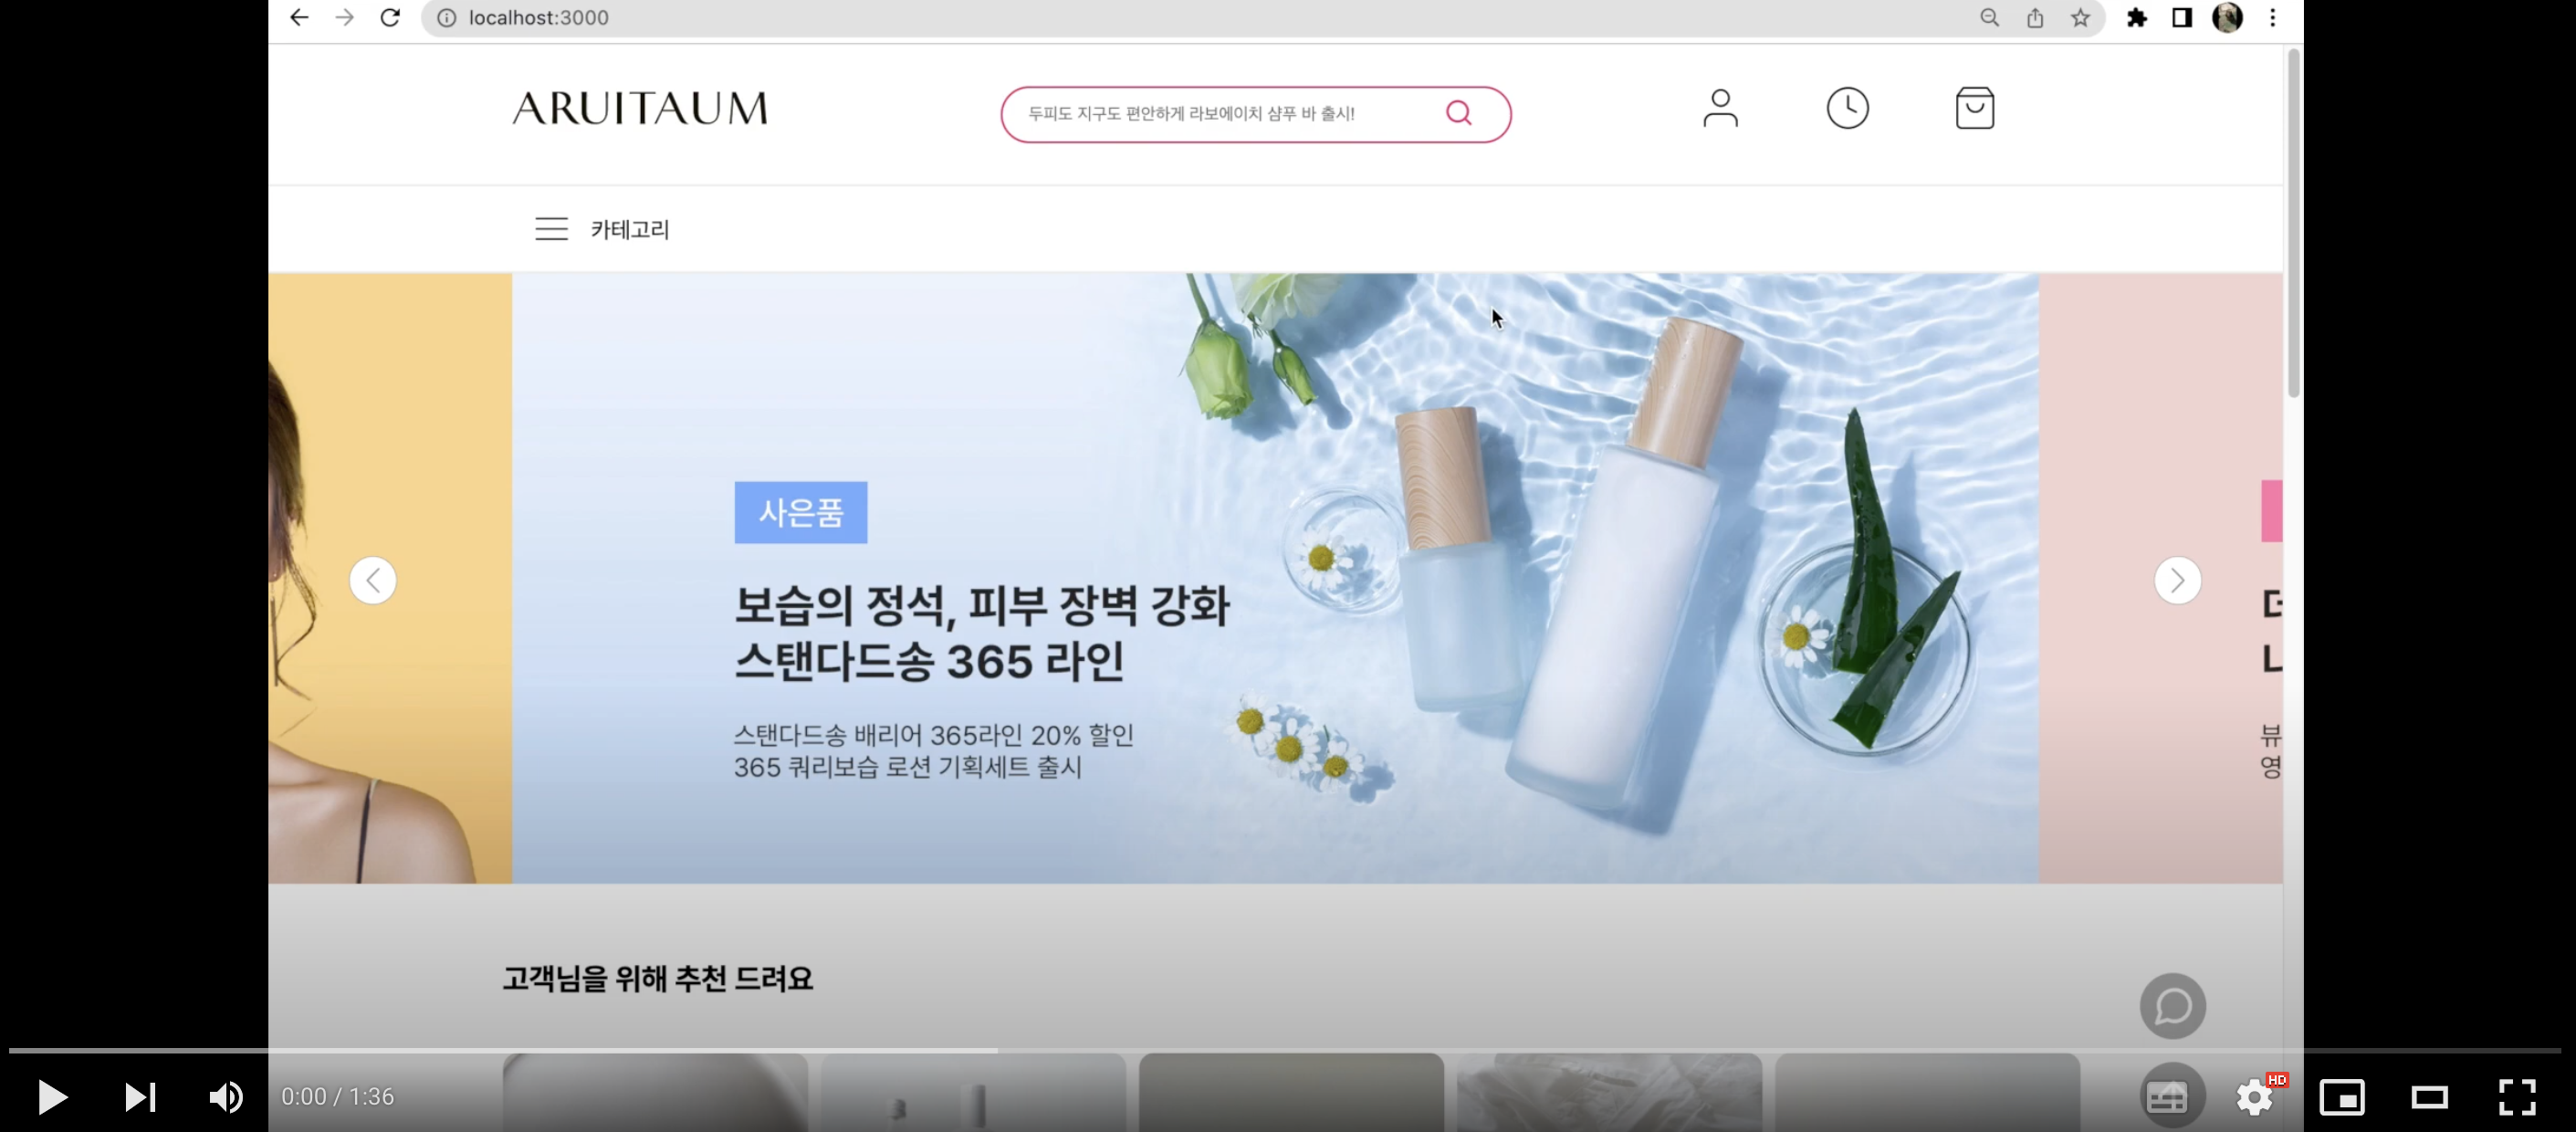 localhost:3000
ARUITAUM
두피도 지구도 편안하게 라보에이치 샴푸 바 출시!
카테고리
사은품
보습의 정석, 피부 장벽 강화
스탠다드송 365 라인
스탠다드송 배리어 365라인 20% 할인
365 쿼리보습 로션 기획세트 출시
뷰
영
고객님을 위해 추천 드려요
0:00 / 1:36
HD